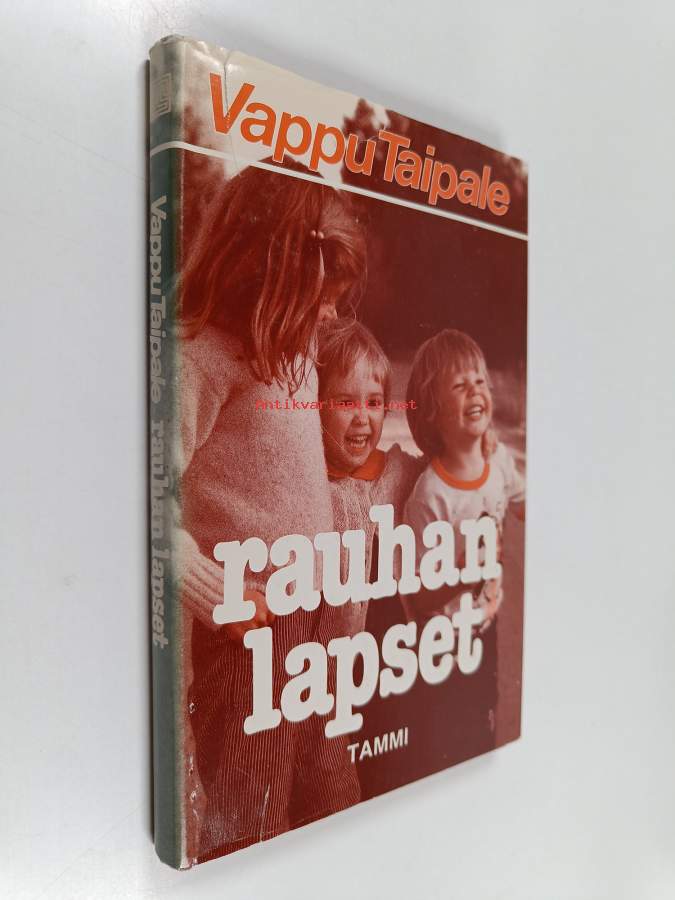 Vappu Taipale
rauhan
lapset
TAMMI
Vappu Taipale rauhan lapset
Antikvariaatti.net